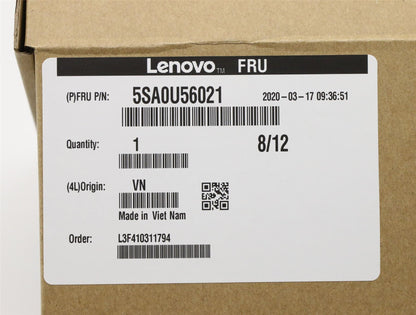 Lenovo™ FRU
(P)FRU P/N: 5SA0U56021 2020-03-17 09:36:51
Quantity: 1 8/12
(4L)Origin: VN
Made in Viet Nam
Order: L3F410311794